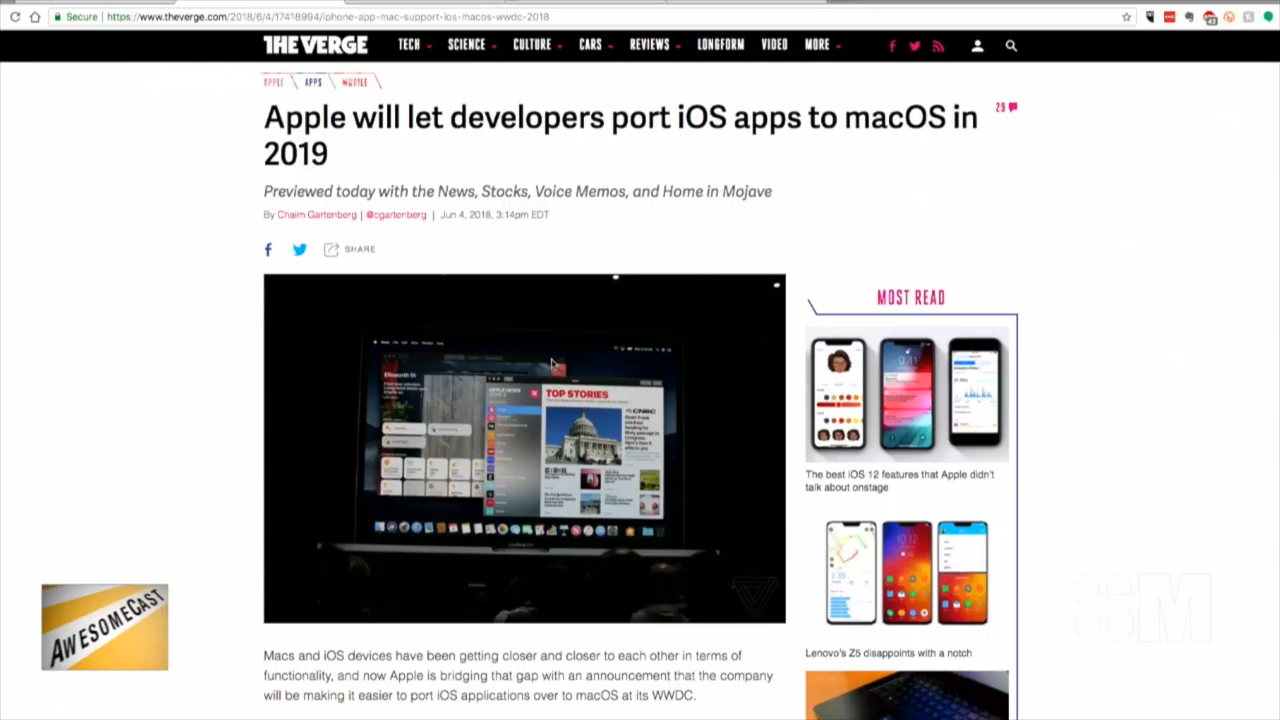 Secure
https://www.theverge.com/2018/6/4/17418994/iphone-app-mac-support-ios-macos-wwdc-2018
THE VERGE
TECH SCIENCE CULTURE CARS REVIEWS LONGFORM VIDEO MORE
APPLE APPS MOBILE
Apple will let developers port iOS apps to macOS in
2019
29
Previewed today with the News, Stocks, Voice Memos, and Home in Mojave
By Chaim Gartenberg | @cgartenberg | Jun 4, 2018, 3:14pm EDT
SHARE
TOP STORIES
CNBC
MOST READ
The best iOS 12 features that Apple didn't
talk about onstage
Lenovo's Z5 disappoints with a notch
AWESOMECAST
SM
Macs and iOS devices have been getting closer and closer to each other in terms of
functionality, and now Apple is bridging that gap with an announcement that the company
will be making it easier to port iOS applications over to macOS at its WWDC.